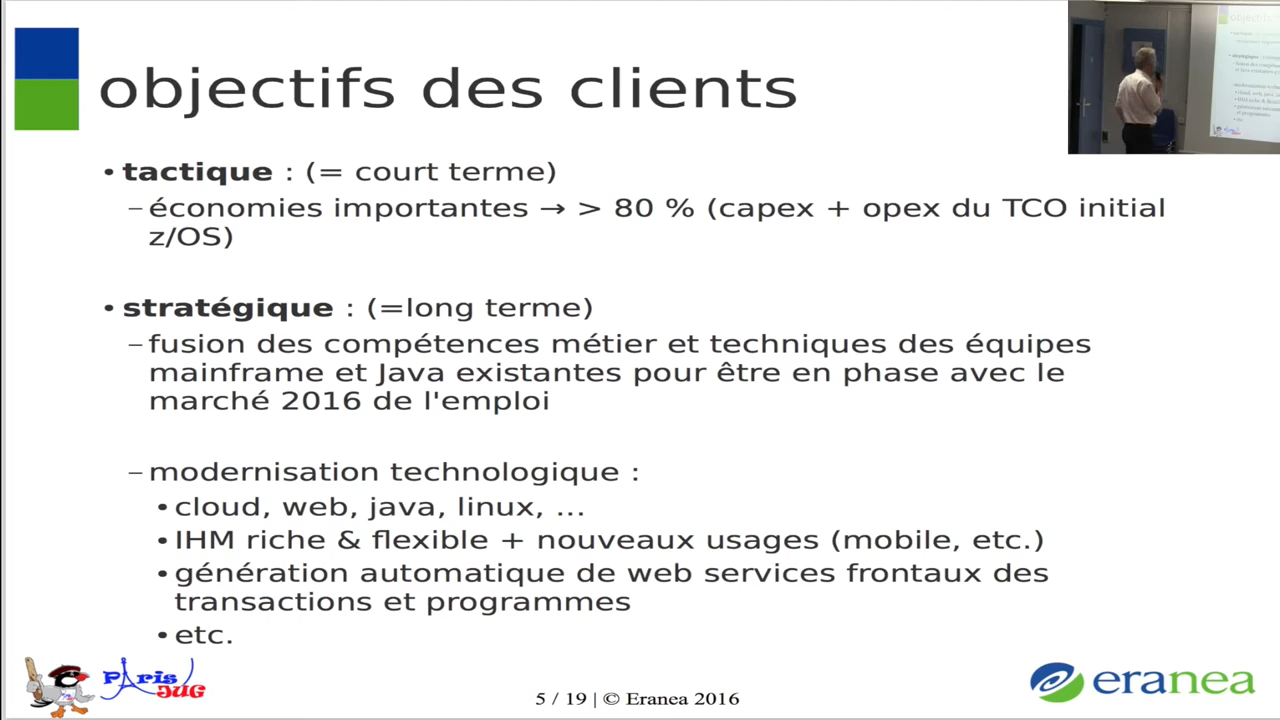 objectifs des clients
• tactique : (= court terme)
–économies importantes → > 80 % (capex + opex du TCO initial
z/OS)
• stratégique : (=long terme)
–fusion des compétences métier et techniques des équipes
mainframe et Java existantes pour être en phase avec le
marché 2016 de l'emploi
–modernisation technologique :
• cloud, web, java, linux, ...
• IHM riche & flexible + nouveaux usages (mobile, etc.)
• génération automatique de web services frontaux des
transactions et programmes
• etc.
Paris JUG
5 / 19 | © Eranea 2016
eranea